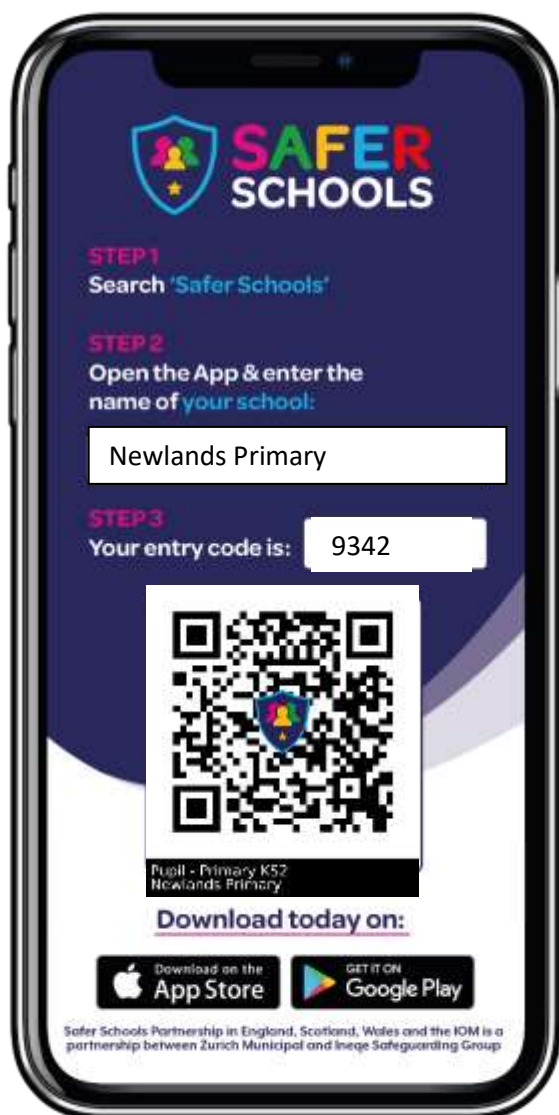 SAFER
SCHOOLS
STEP 1
Search 'Safer Schools'
STEP 2
Open the App & enter the
name of your school:
Newlands Primary
STEP 3
Your entry code is: 9342
Pupil - Primary KS2
Newlands Primary
Download today on:
Download on the
App Store
GET IT ON
Google Play
Safer Schools Partnership in England, Scotland, Wales and the IOM is a
partnership between Zurich Municipal and Ineqe Safeguarding Group